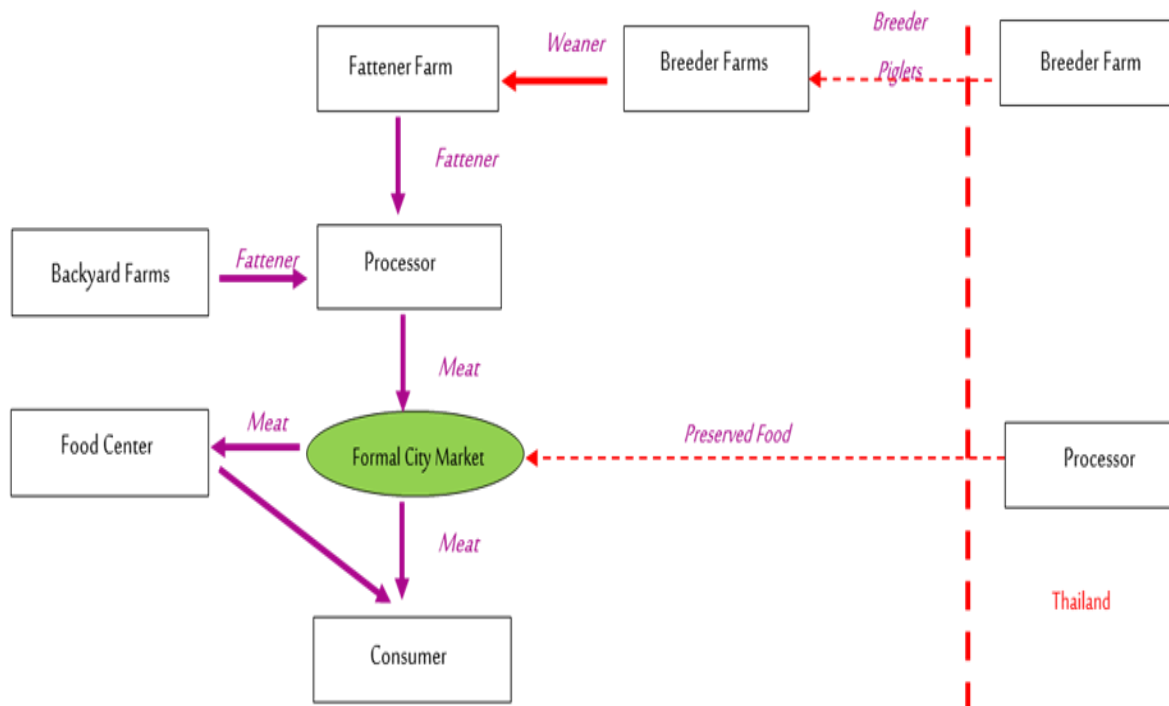 Breeder
Weaner
Fattener Farm
Breeder Farms
Piglets
Breeder Farm
Fattener
Backyard Farms
Fattener
Processor
Meat
Food Center
Meat
Formal City Market
Preserved Food
Processor
Meat
Thailand
Consumer